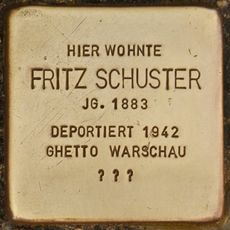 HIER WOHNTE
FRITZ SCHUSTER
JG. 1883
DEPORTIERT 1942
GHETTO WARSCHAU
? ? ?